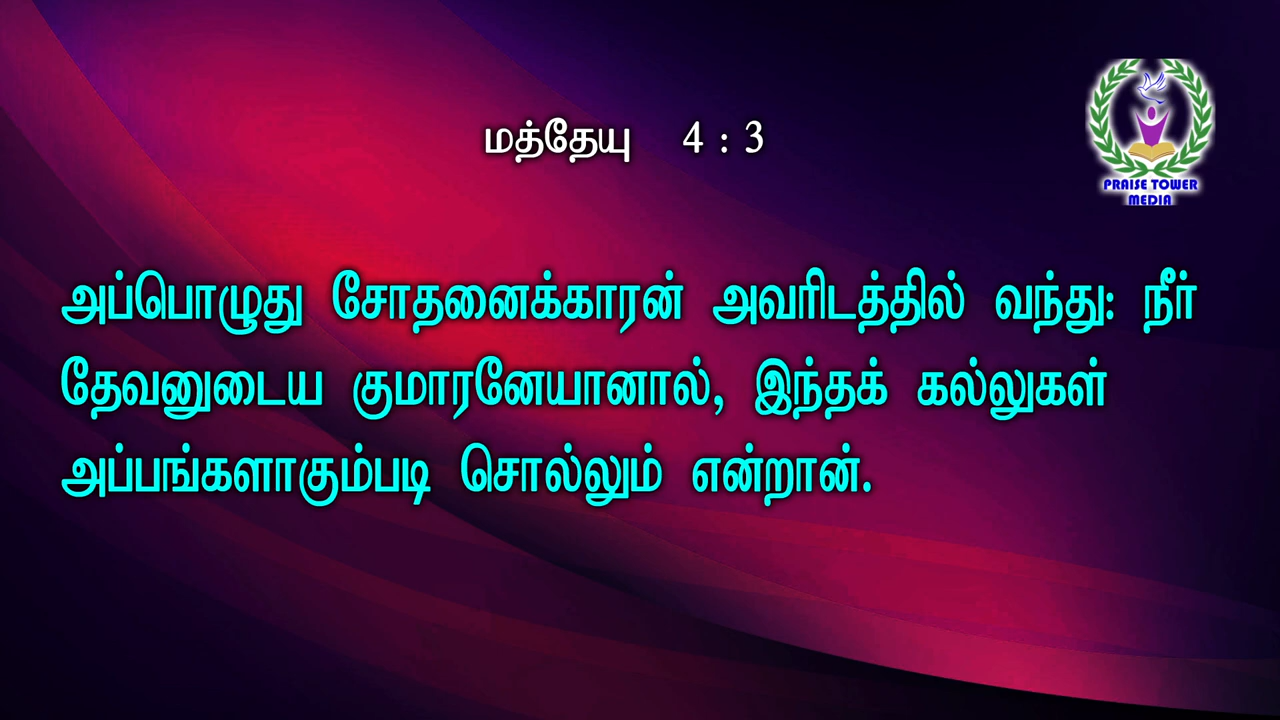 மத்தேயு 4 : 3
PRAISE TOWER
MEDIA
அப்பொழுது சோதனைக்காரன் அவரிடத்தில் வந்து: நீர்
தேவனுடைய குமாரனேயானால், இந்தக் கல்லுகள்
அப்பங்களாகும்படி சொல்லும் என்றான்.